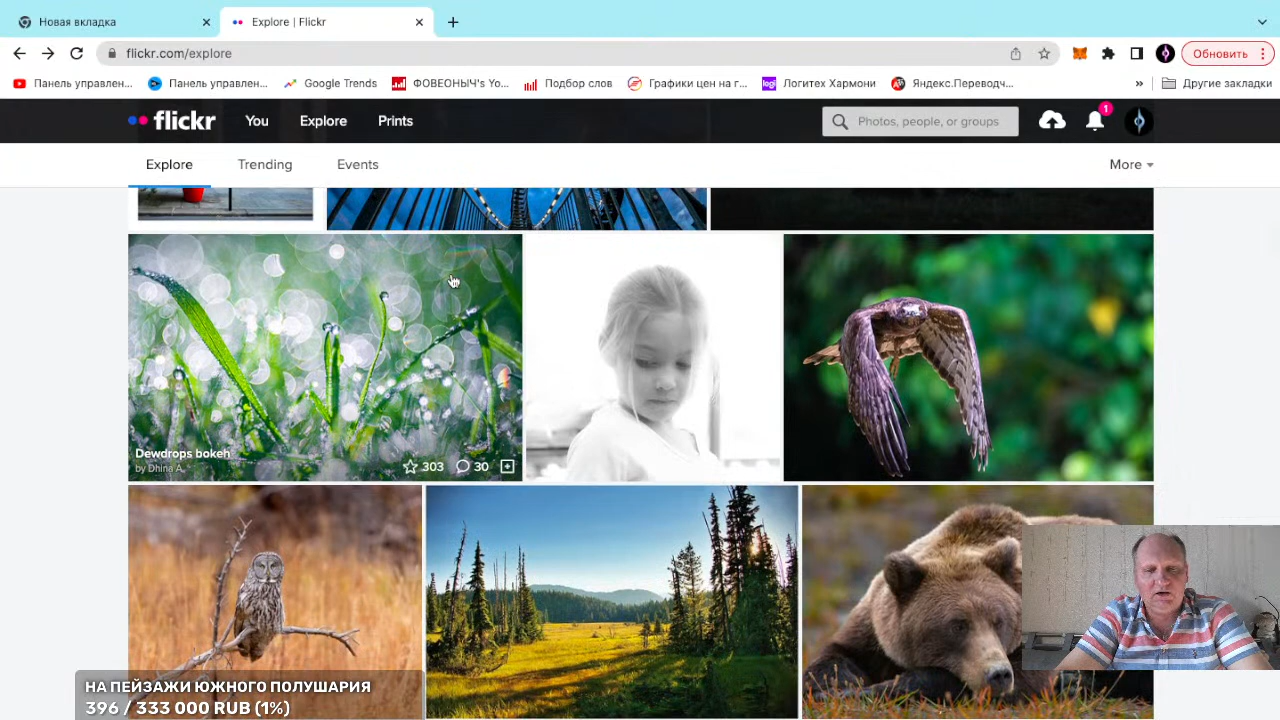 Новая вкладка
Explore | Flickr
flickr.com/explore
Обновить
Панель управлен...
Панель управлен...
Google Trends
ФОВЕОНЫЧ's Yo...
Подбор слов
Графики цен на г...
Логитех Хармони
Яндекс.Переводч...
»
Другие закладки
flickr
You
Explore
Prints
Photos, people, or groups
1
Explore
Trending
Events
More
Dewdrops bokeh
by Dhina A.
303
30
НА ПЕЙЗАЖИ ЮЖНОГО ПОЛУШАРИЯ
396 / 333 000 RUB (1%)